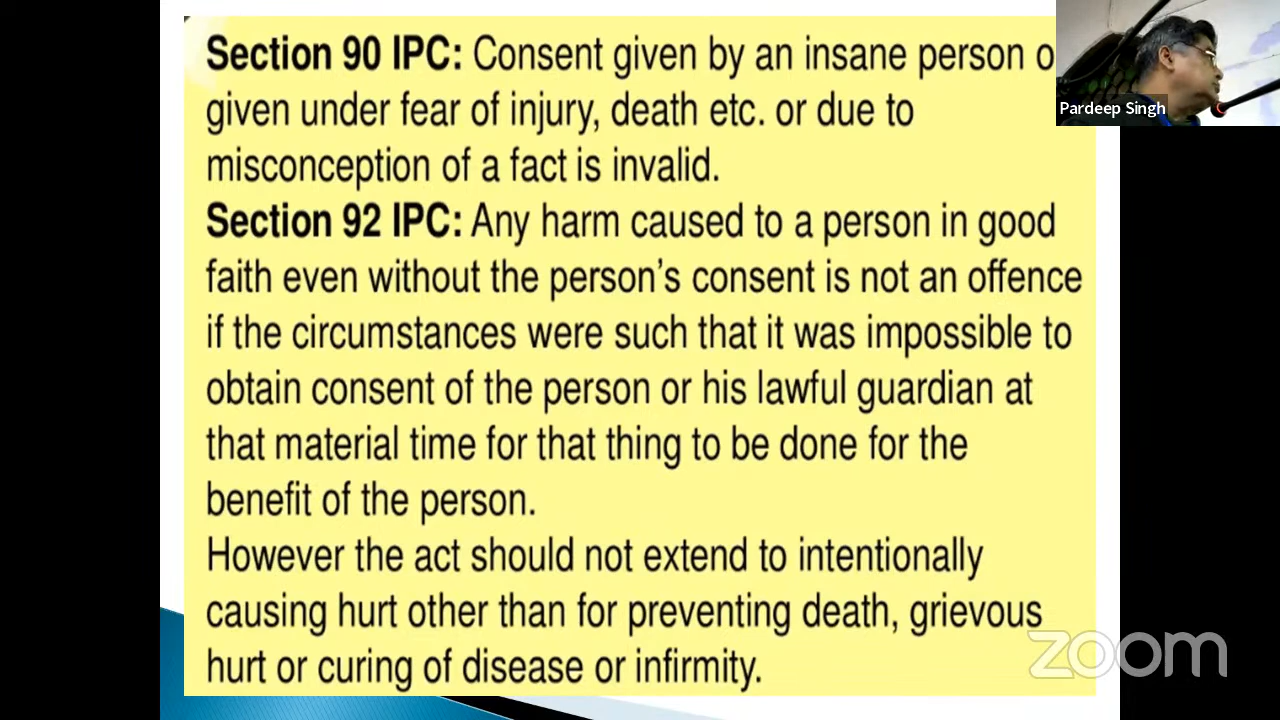 Section 90 IPC: Consent given by an insane person
given under fear of injury, death etc. or due to
misconception of a fact is invalid.
Section 92 IPC: Any harm caused to a person in good
faith even without the person's consent is not an offence
if the circumstances were such that it was impossible to
obtain consent of the person or his lawful guardian at
that material time for that thing to be done for the
benefit of the person.
However the act should not extend to intentionally
causing hurt other than for preventing death, grievous
hurt or curing of disease or infirmity.
Pardeep Singh
zoom